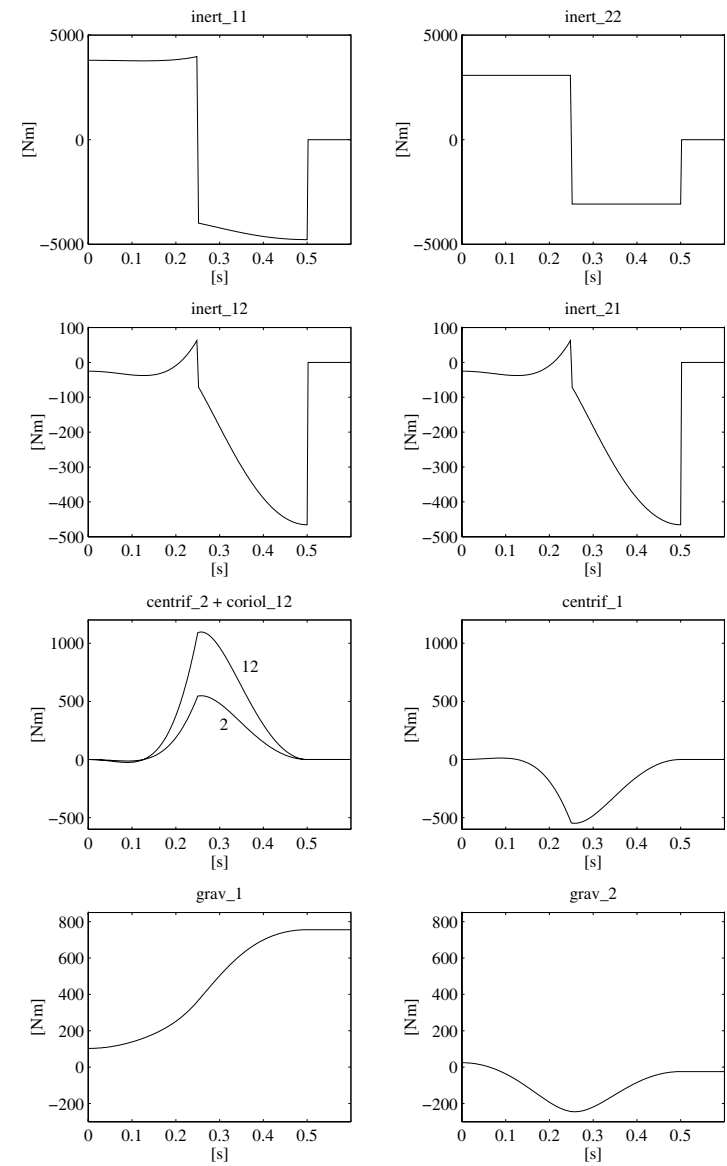 inert_11
5000
0
−5000
[Nm]
0 0.1 0.2 0.3 0.4 0.5
[s]
inert_22
5000
0
−5000
[Nm]
0 0.1 0.2 0.3 0.4 0.5
[s]
inert_12
100
0
−100
−200
−300
−400
−500
[Nm]
0 0.1 0.2 0.3 0.4 0.5
[s]
inert_21
100
0
−100
−200
−300
−400
−500
[Nm]
0 0.1 0.2 0.3 0.4 0.5
[s]
centrif_2 + coriol_12
1000
500
0
−500
[Nm]
12
2
0 0.1 0.2 0.3 0.4 0.5
[s]
centrif_1
1000
500
0
−500
[Nm]
0 0.1 0.2 0.3 0.4 0.5
[s]
grav_1
800
600
400
200
0
−200
[Nm]
0 0.1 0.2 0.3 0.4 0.5
[s]
grav_2
800
600
400
200
0
−200
[Nm]
0 0.1 0.2 0.3 0.4 0.5
[s]